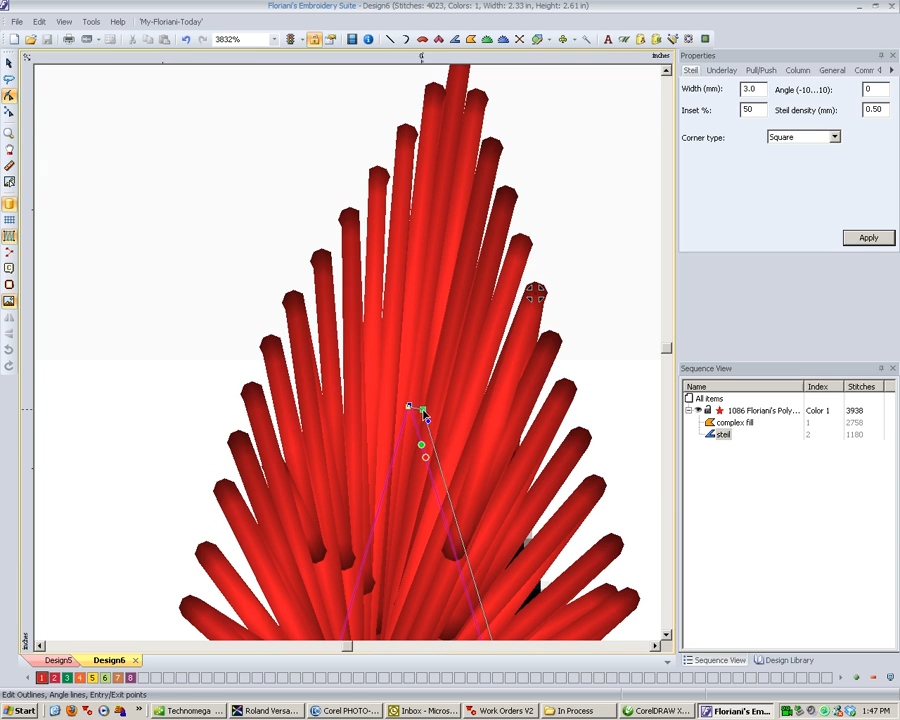 Floriani's Embroidery Suite - Design6 (Stitches: 4023, Colors: 1, Width: 2.33 in, Height: 2.61 in)
File Edit View Tools Help 'My-Floriani-Today'
3832%
inches
Properties
Steil Underlay Pull/Push Column General Comr
Width (mm): 3.0 Angle (-10...10): 0
Inset %: 50 Steil density (mm): 0.50
Corner type: Square
Apply
Sequence View
Name Index Stitches
All items
1086 Floriani's Poly... Color 1 3938
complex fill 1 2758
steil 2 1180
inches
Design5 Design6
Sequence View Design Library
1 2 3 4 5 6 7 8
Edit Outlines, Angle lines, Entry/Exit points
Start Technomega ... Roland Versa... Corel PHOTO-... Inbox - Micros... Work Orders V2 In Process CorelDRAW X... Floriani's Em... 1:47 PM